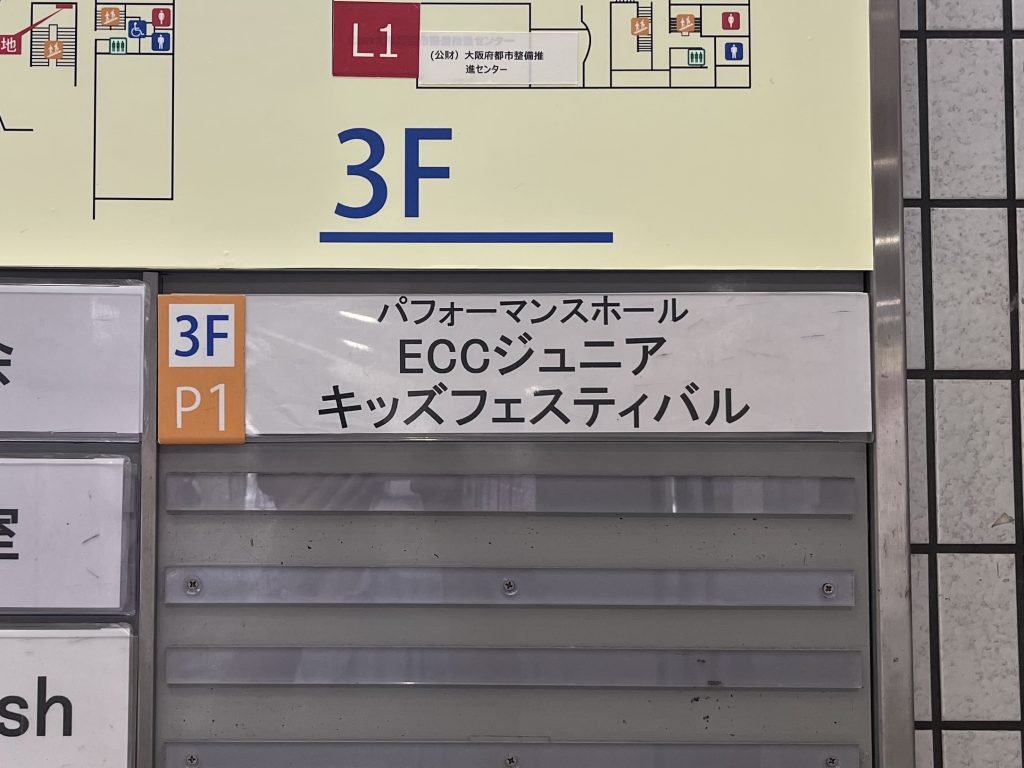 地
L1
(公財) 大阪府都市整備推
進センター
3F
3F
P1
パフォーマンスホール
ECCジュニア
キッズフェスティバル
室
sh